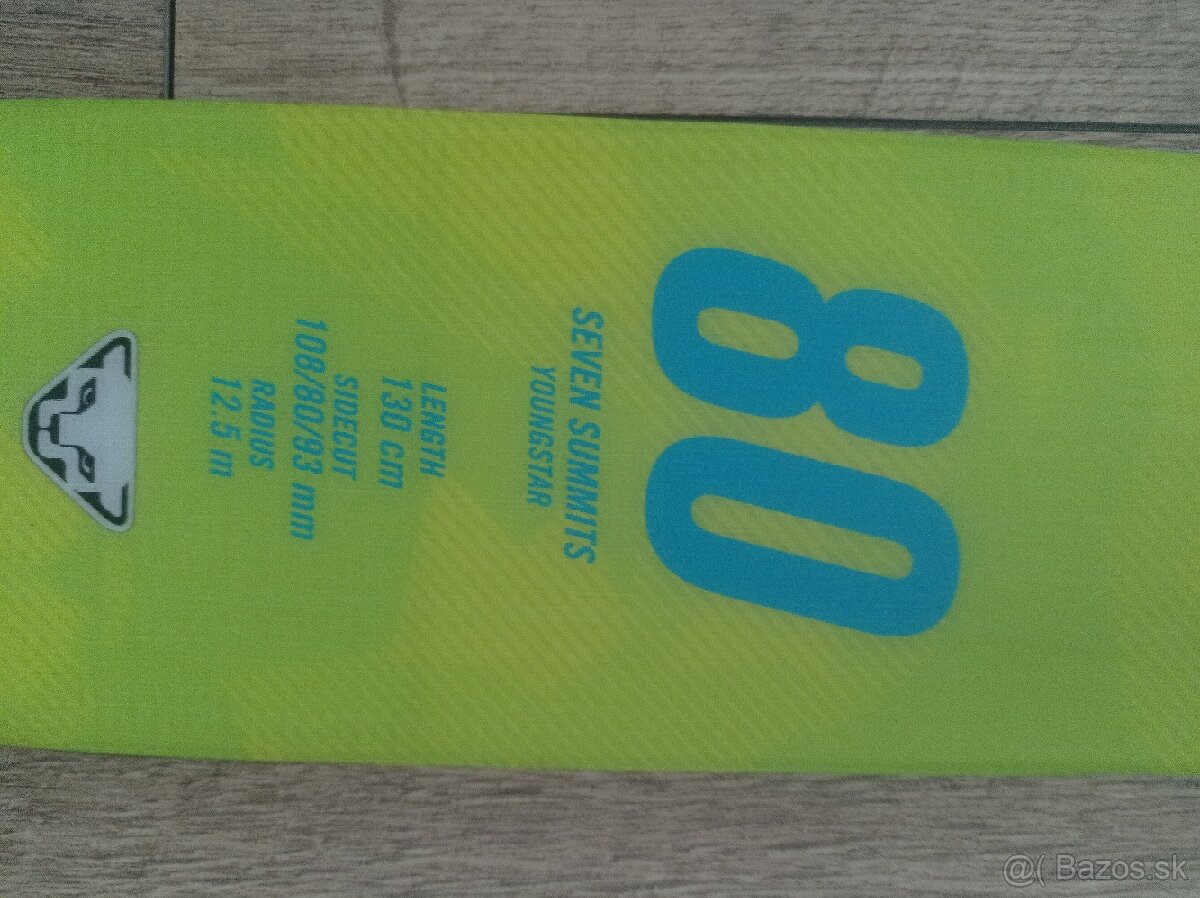 80
SEVEN SUMMITS
YOUNGSTAR
LENGTH
130 cm
SIDECUT
108/80/93 mm
RADIUS
12.5 m
@( Bazos.sk